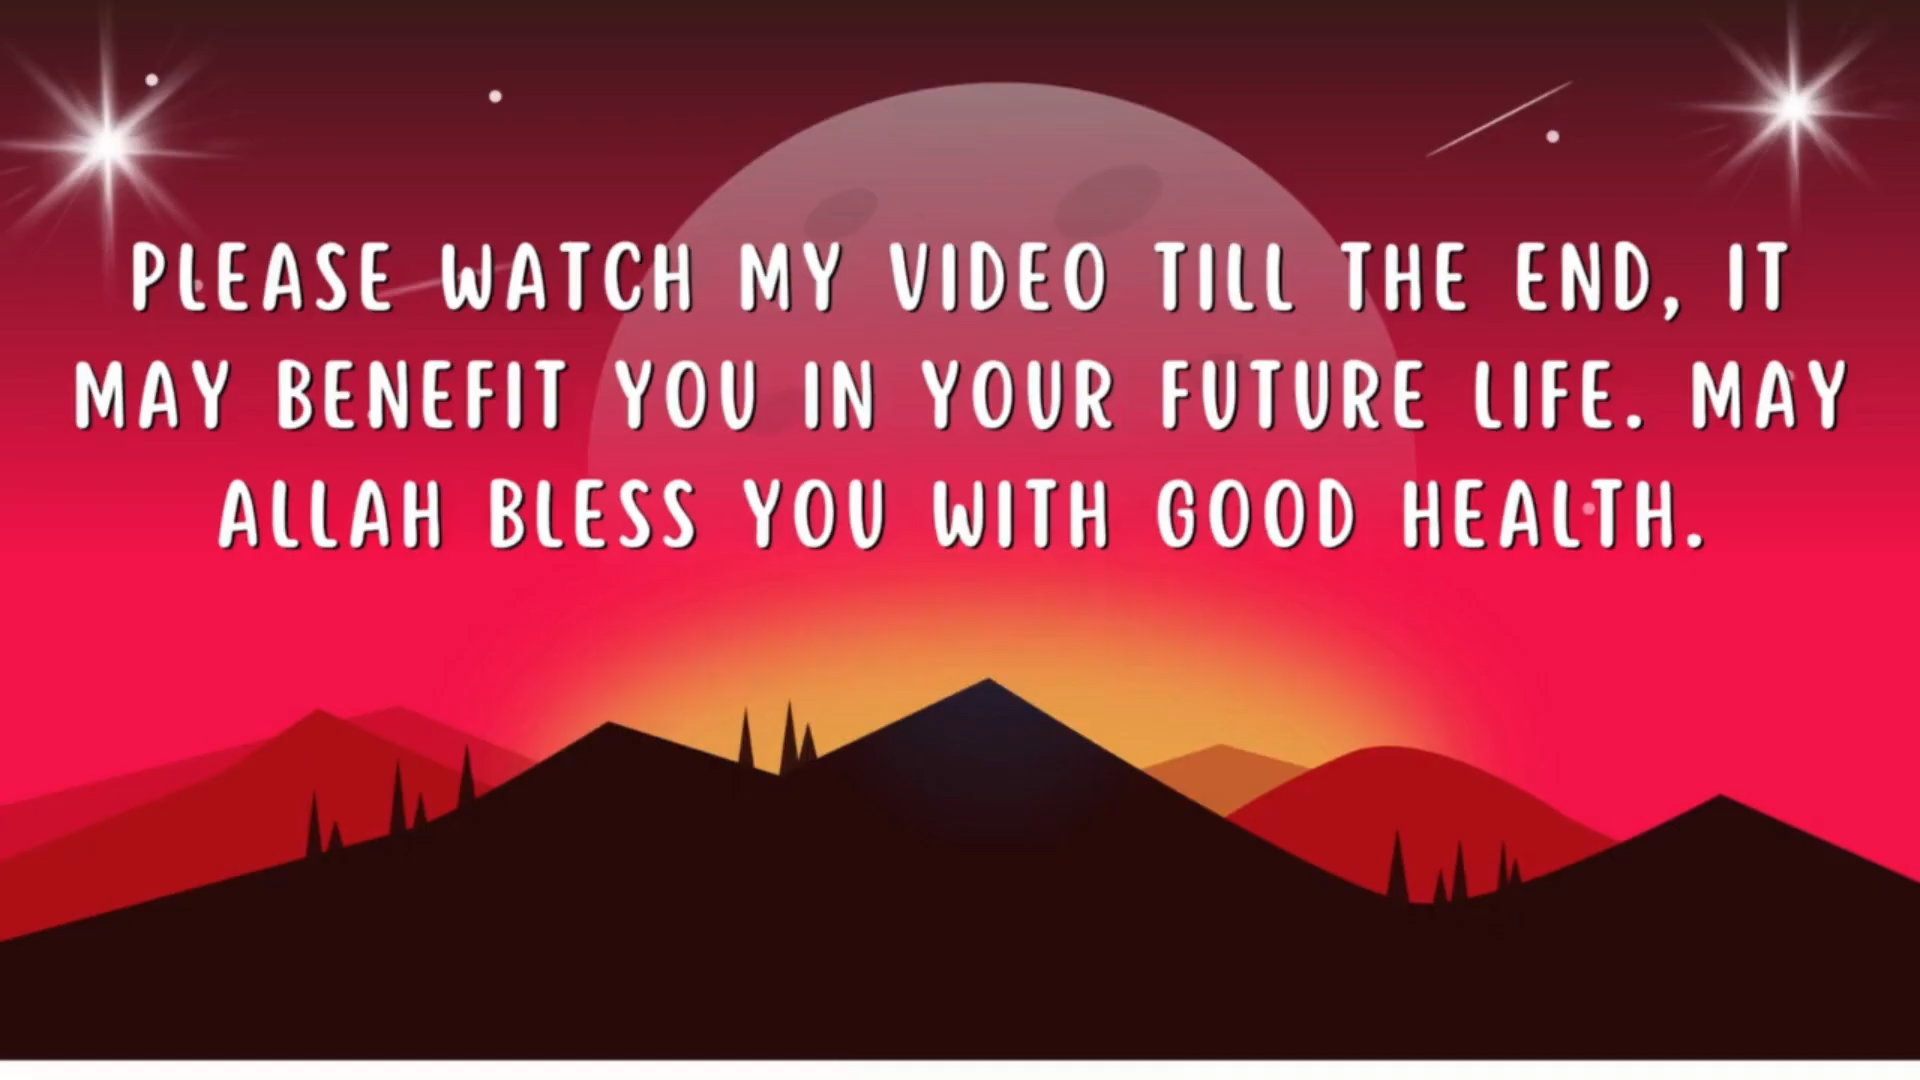 PLEASE WATCH MY VIDEO TILL THE END, IT
MAY BENEFIT YOU IN YOUR FUTURE LIFE. MAY
ALLAH BLESS YOU WITH GOOD HEALTH.